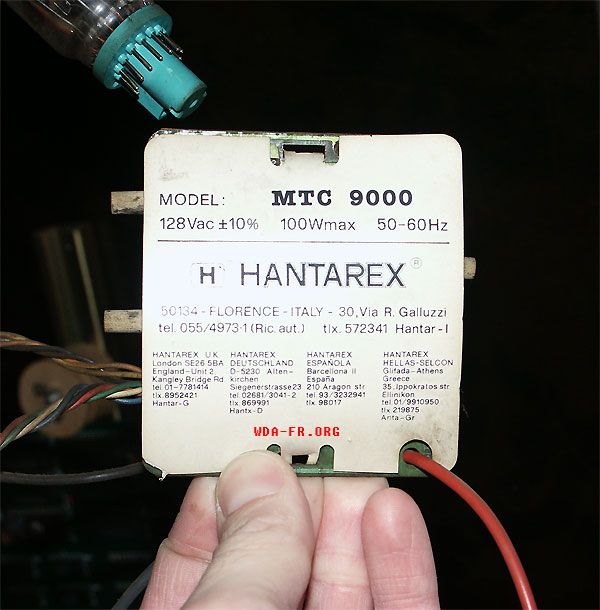 MODEL: MTC 9000
128Vac ±10% 100Wmax 50-60Hz
H HANTAREX ®
50134 - FLORENCE - ITALY - 30, Via R. Galluzzi
tel. 055/4973-1 (Ric. aut.) tlx. 572341 Hantar-I
HANTAREX U.K.
London SE26 5BA
England-Unit 2
Kangley Bridge Rd
tel 01-7781414
tlx.8952421
Hantar-G
HANTAREX
DEUTSCHLAND
D-5230 Alten-
kirchen
Siegenerstrasse23
tel.02681/3041-2
tlx 869991
Hantx-D
HANTAREX
ESPAÑOLA
Barcellona 11
España
210 Aragon str
tel 93/3232941
tlx.98017
HANTAREX
HELLAS-SELCON
Glifada-Athens
Greece
35, Ippokratos str
Ellinikon
tel 01/9910950
tlx 219875
Anta-Gr
WDA-FR.ORG